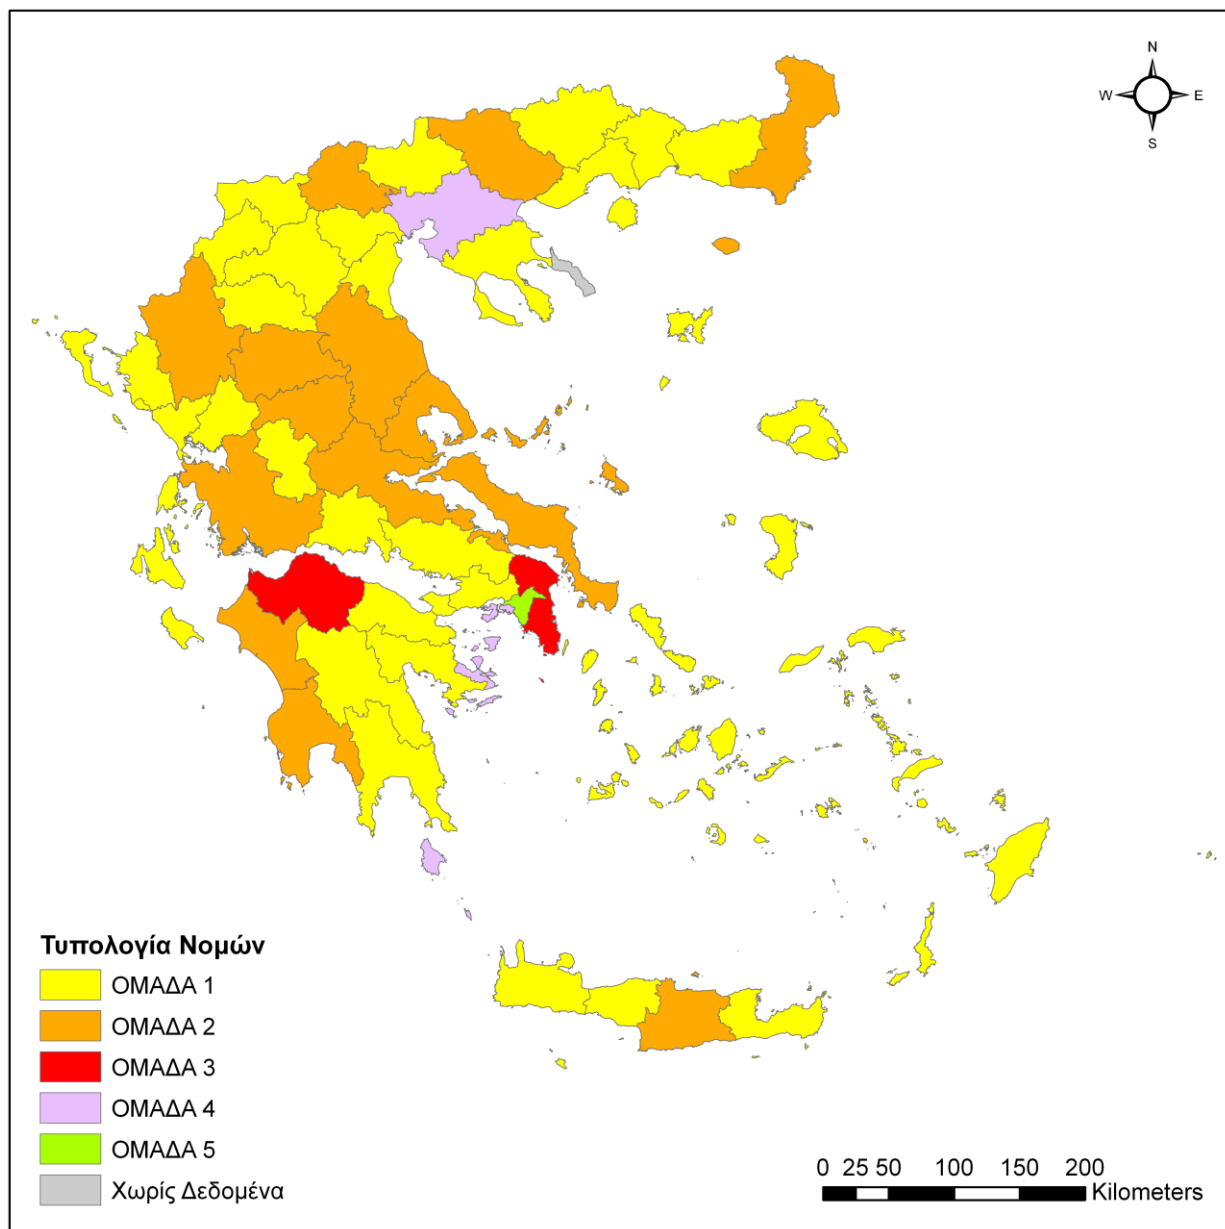 N
W E
S
Τυπολογία Νομών
ΟΜΑΔΑ 1
ΟΜΑΔΑ 2
ΟΜΑΔΑ 3
ΟΜΑΔΑ 4
ΟΜΑΔΑ 5
Χωρίς Δεδομένα
0 25 50 100 150 200
Kilometers